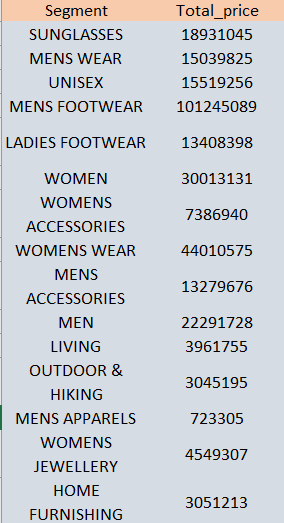 Segment Total_price
SUNGLASSES 18931045
MENS WEAR 15039825
UNISEX 15519256
MENS FOOTWEAR 101245089
LADIES FOOTWEAR 13408398
WOMEN 30013131
WOMENS
ACCESSORIES 7386940
WOMENS WEAR 44010575
MENS
ACCESSORIES 13279676
MEN 22291728
LIVING 3961755
OUTDOOR &
HIKING 3045195
MENS APPARELS 723305
WOMENS
JEWELLERY 4549307
HOME
FURNISHING 3051213